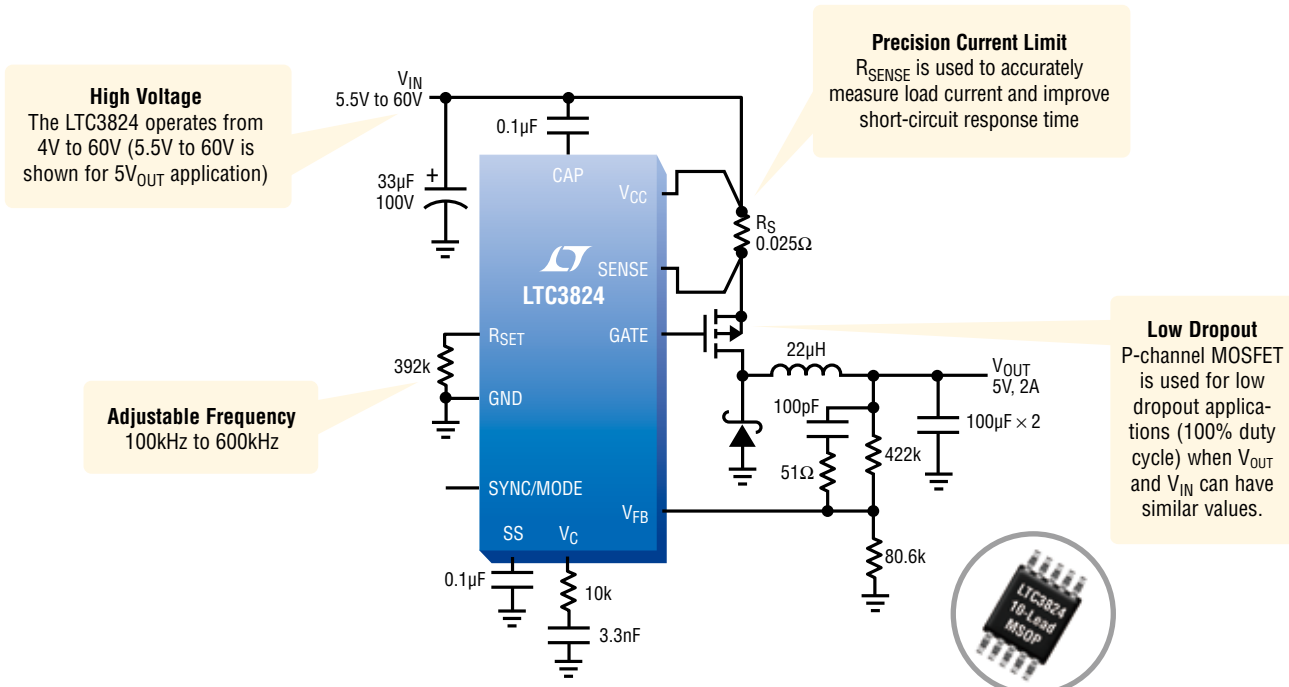 High Voltage
The LTC3824 operates from
4V to 60V (5.5V to 60V is
shown for 5VOUT application)
Adjustable Frequency
100kHz to 600kHz
VIN
5.5V to 60V
33µF +
100V
0.1µF
CAP
VCC
SENSE
LTC3824
RSET
GATE
392k
GND
SYNC/MODE
VFB
SS
VC
0.1µF
10k
3.3nF
RS
0.025Ω
22µH
VOUT
5V, 2A
100pF
51Ω
422k
100µF × 2
80.6k
Precision Current Limit
RSENSE is used to accurately
measure load current and improve
short-circuit response time
Low Dropout
P-channel MOSFET
is used for low
dropout applica-
tions (100% duty
cycle) when VOUT
and VIN can have
similar values.
LTC3824
10-Lead
MSOP